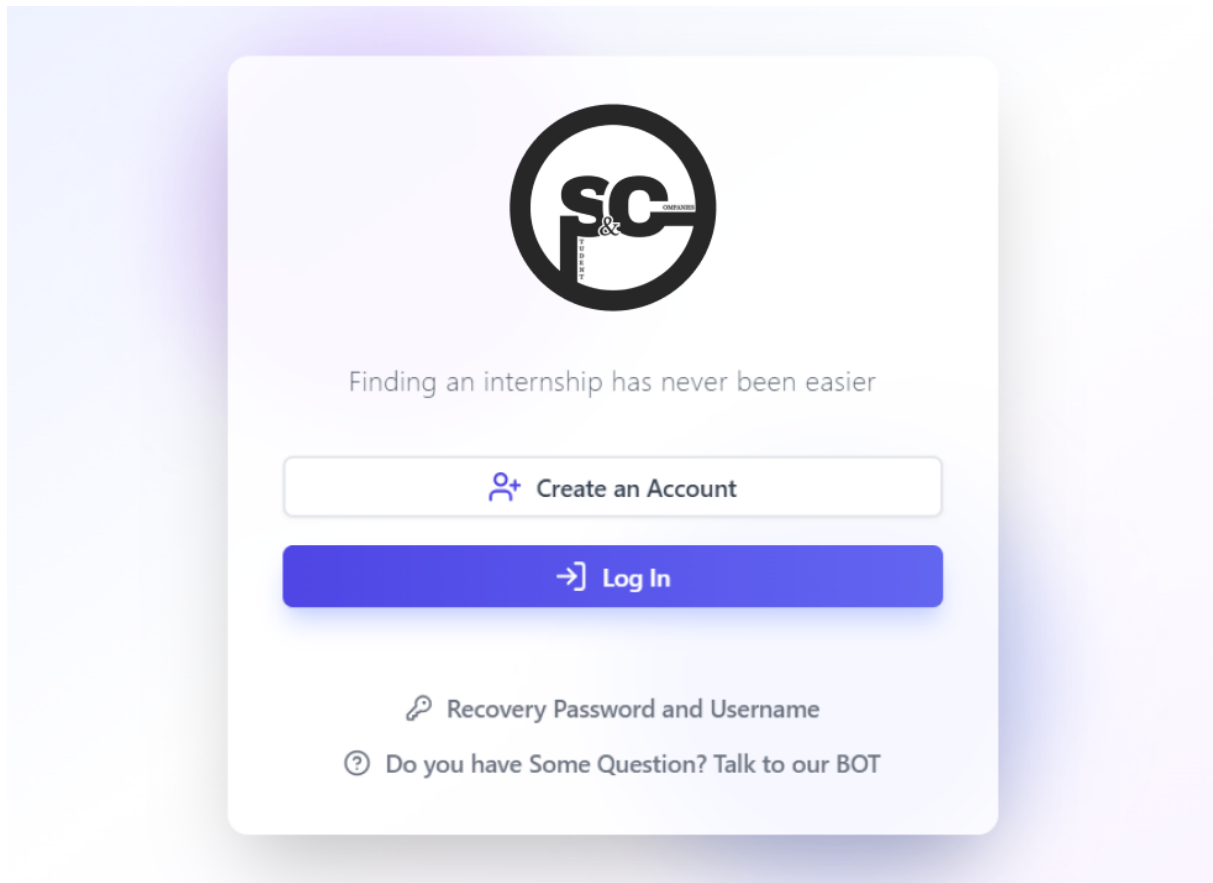 S&C
OMPANIES
TUDENT
Finding an internship has never been easier
Create an Account
Log In
Recovery Password and Username
Do you have Some Question? Talk to our BOT